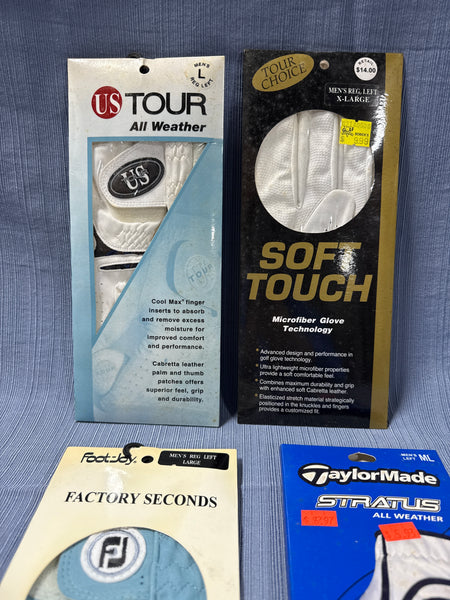 MEN'S
L
REG LEFT
US TOUR
All Weather
US
TOUR
Cool Max® finger
inserts to absorb
and remove excess
moisture for
improved comfort
and performance.
Cabretta leather
palm and thumb
patches offers
superior feel, grip
and durability.
TOUR
CHOICE
RETAIL
$14.00
MEN'S REG. LEFT
X-LARGE
9.99
SOFT
TOUCH
Microfiber Glove
Technology
Advanced design and performance in
golf glove technology.
Ultra lightweight microfiber properties
provide a soft comfortable feel.
Combines maximum durability and grip
with enhanced soft Cabretta leather.
Elasticized stretch material strategically
positioned in the knuckles and fingers
provides a customized fit.
FootJoy
MEN'S REG LEFT
LARGE
FACTORY SECONDS
FJ
MEN'S
LEFT ML
TaylorMade
STRATUS
ALL WEATHER